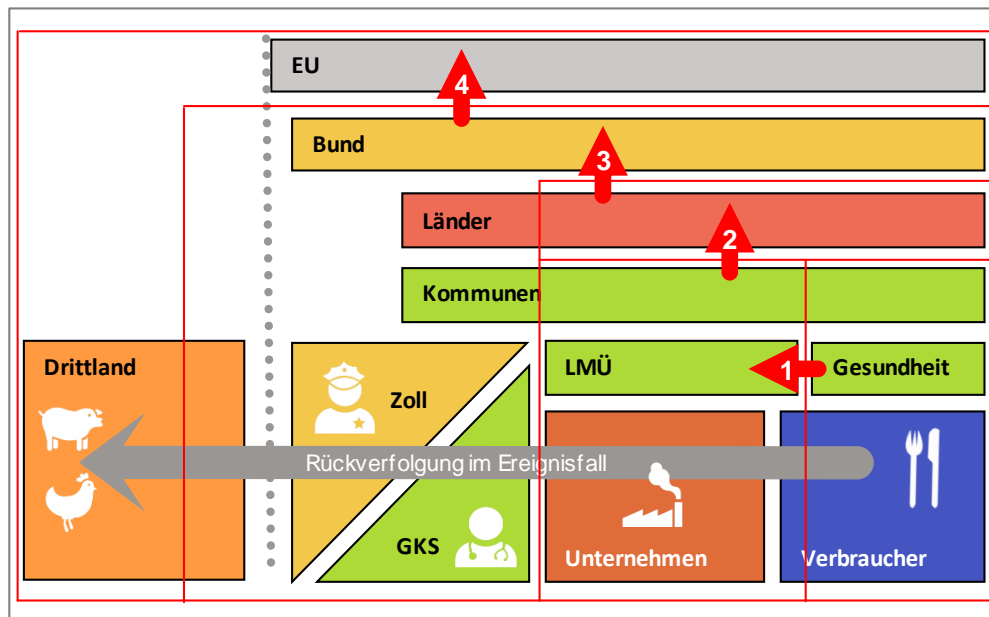 EU
4
Bund
3
Länder
2
Kommunen
Drittland
Zoll
LMÜ
1
Gesundheit
Rückverfolgung im Ereignisfall
GKS
Unternehmen
Verbraucher